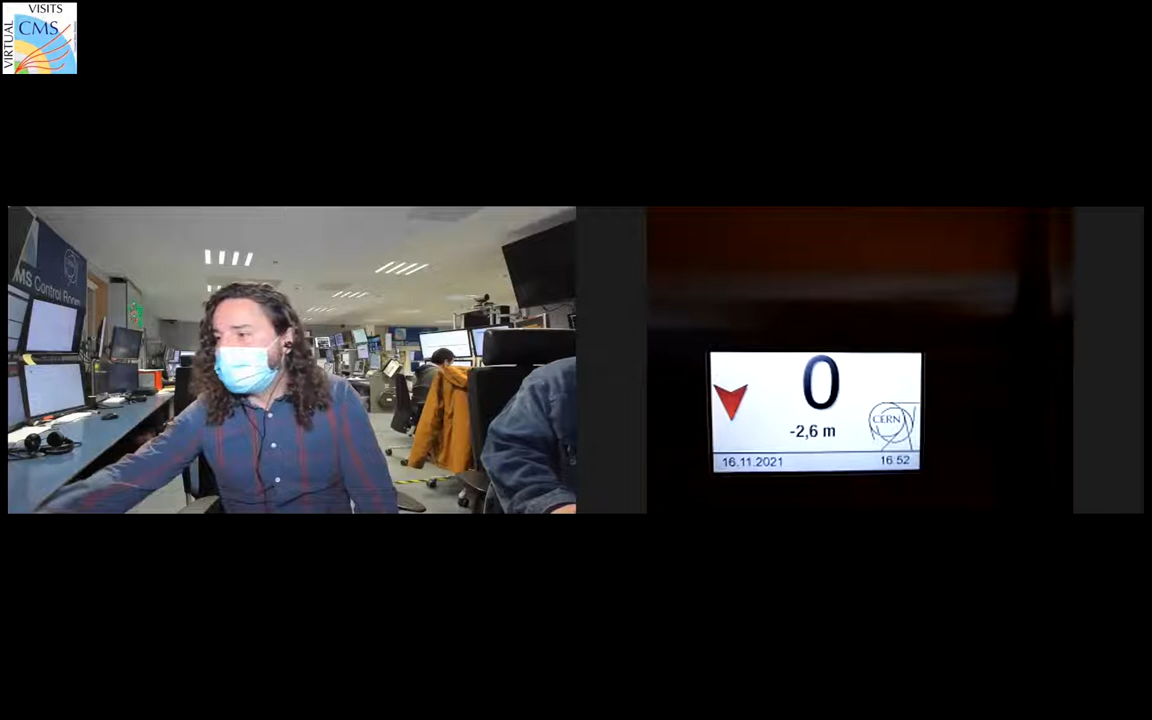 VISITS
VIRTUAL
CMS
MS Control Room
0
-2,6 m
CERN
16.11.2021
16 52